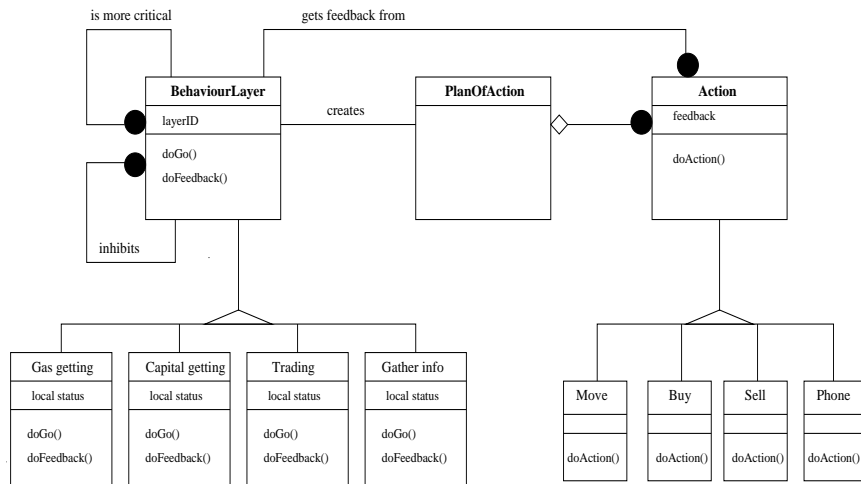 is more critical
gets feedback from
BehaviourLayer
layerID
doGo()
doFeedback()
creates
PlanOfAction
Action
feedback
doAction()
inhibits
Gas getting
local status
doGo()
doFeedback()
Capital getting
local status
doGo()
doFeedback()
Trading
local status
doGo()
doFeedback()
Gather info
local status
doGo()
doFeedback()
Move
doAction()
Buy
doAction()
Sell
doAction()
Phone
doAction()